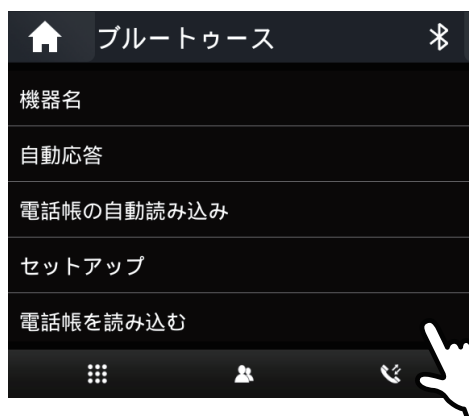 ブルートゥース
機器名
自動応答
電話帳の自動読み込み
セットアップ
電話帳を読み込む